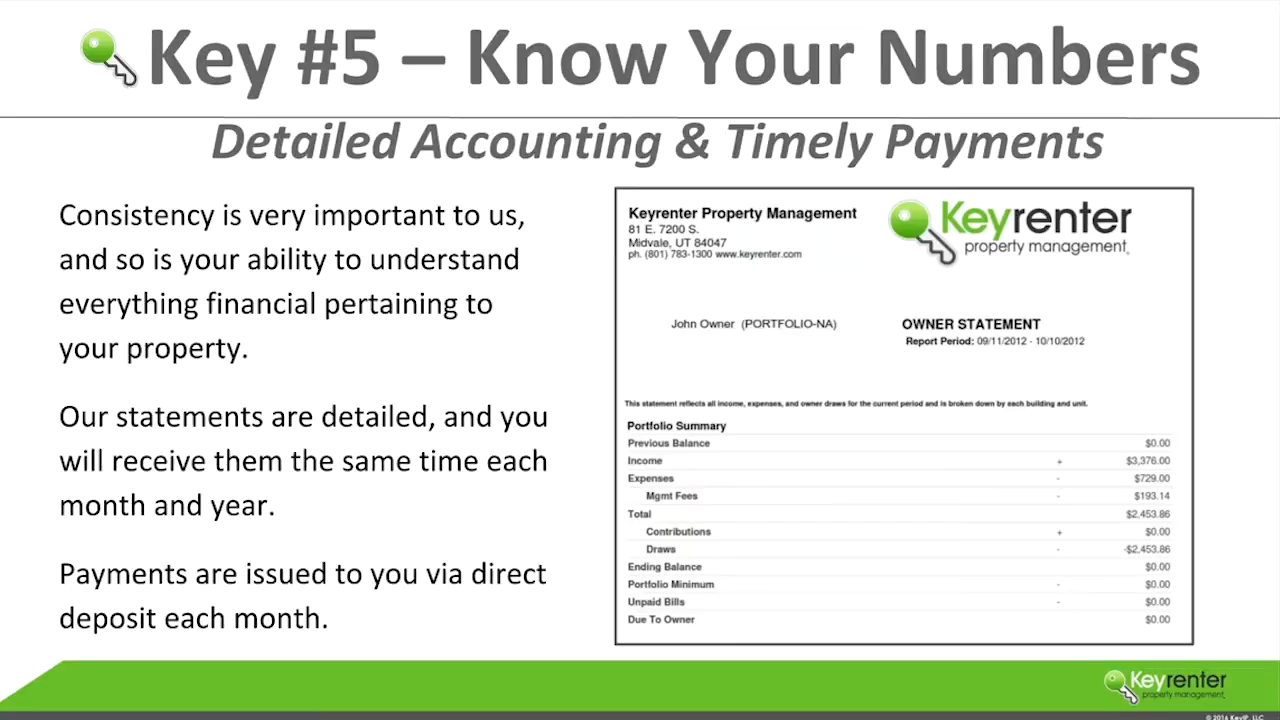 Key #5 – Know Your Numbers
Detailed Accounting & Timely Payments
Consistency is very important to us,
and so is your ability to understand
everything financial pertaining to
your property.
Our statements are detailed, and you
will receive them the same time each
month and year.
Payments are issued to you via direct
deposit each month.
Keyrenter Property Management
81 E. 7200 S.
Midvale, UT 84047
ph. (801) 783-1300 www.keyrenter.com
Keyrenter
property management
John Owner (PORTFOLIO-NA)
OWNER STATEMENT
Report Period: 09/11/2012 - 10/10/2012
This statement reflects all income, expenses, and owner draws for the current period and is broken down by each building and unit.
Portfolio Summary
Previous Balance $0.00
Income + $3,376.00
Expenses - $729.00
Mgmt Fees - $193.14
Total $2,453.86
Contributions + $0.00
Draws - -$2,453.86
Ending Balance $0.00
Portfolio Minimum - $0.00
Unpaid Bills - $0.00
Due To Owner $0.00
Keyrenter
property management
© 2016 KeyIP, LLC